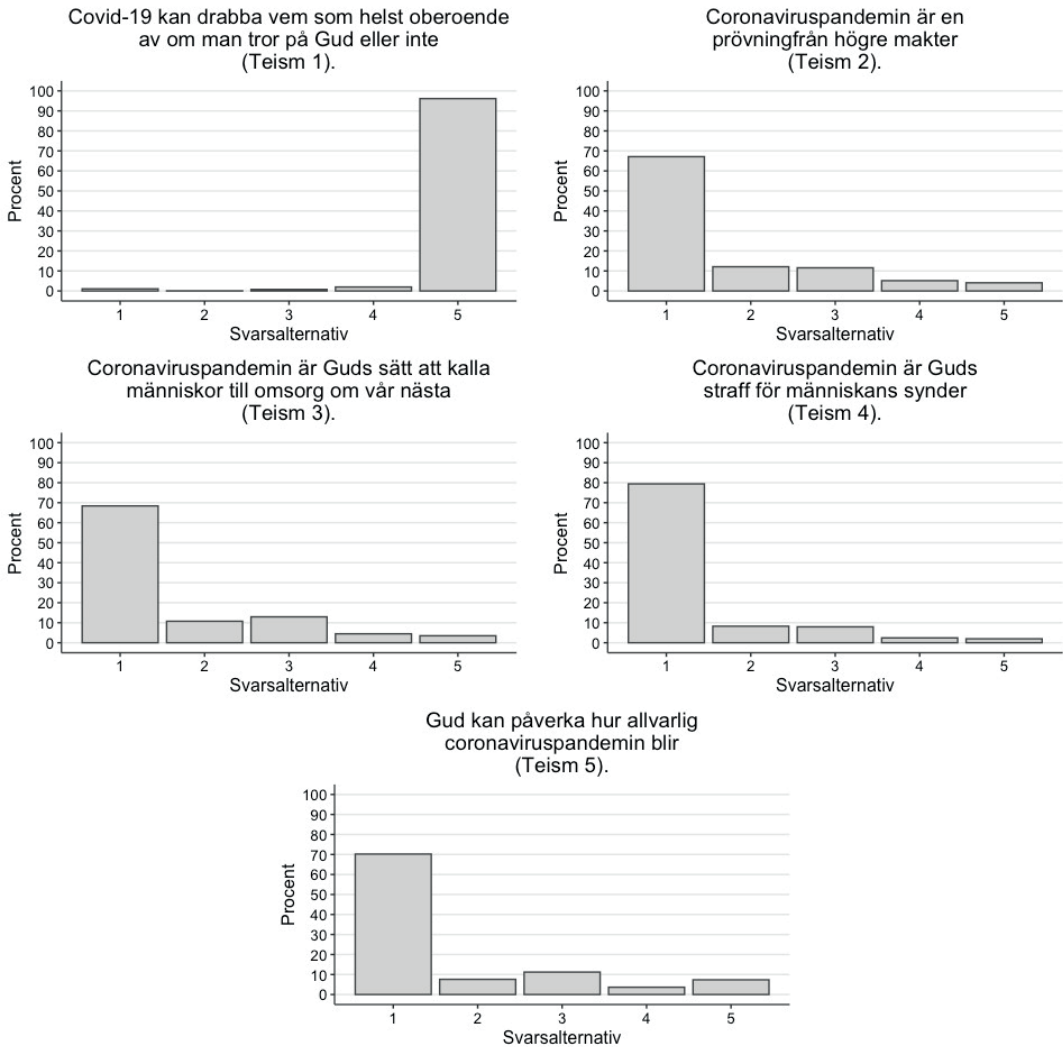 Covid-19 kan drabba vem som helst oberoende
av om man tror på Gud eller inte
(Teism 1).
100
90
80
70
60
50
40
30
20
10
0
Procent
1 2 3 4 5
Svarsalternativ
Coronaviruspandemin är en
prövningfrån högre makter
(Teism 2).
100
90
80
70
60
50
40
30
20
10
0
Procent
1 2 3 4 5
Svarsalternativ
Coronaviruspandemin är Guds sätt att kalla
människor till omsorg om vår nästa
(Teism 3).
100
90
80
70
60
50
40
30
20
10
0
Procent
1 2 3 4 5
Svarsalternativ
Coronaviruspandemin är Guds
straff för människans synder
(Teism 4).
100
90
80
70
60
50
40
30
20
10
0
Procent
1 2 3 4 5
Svarsalternativ
Gud kan påverka hur allvarlig
coronaviruspandemin blir
(Teism 5).
100
90
80
70
60
50
40
30
20
10
0
Procent
1 2 3 4 5
Svarsalternativ